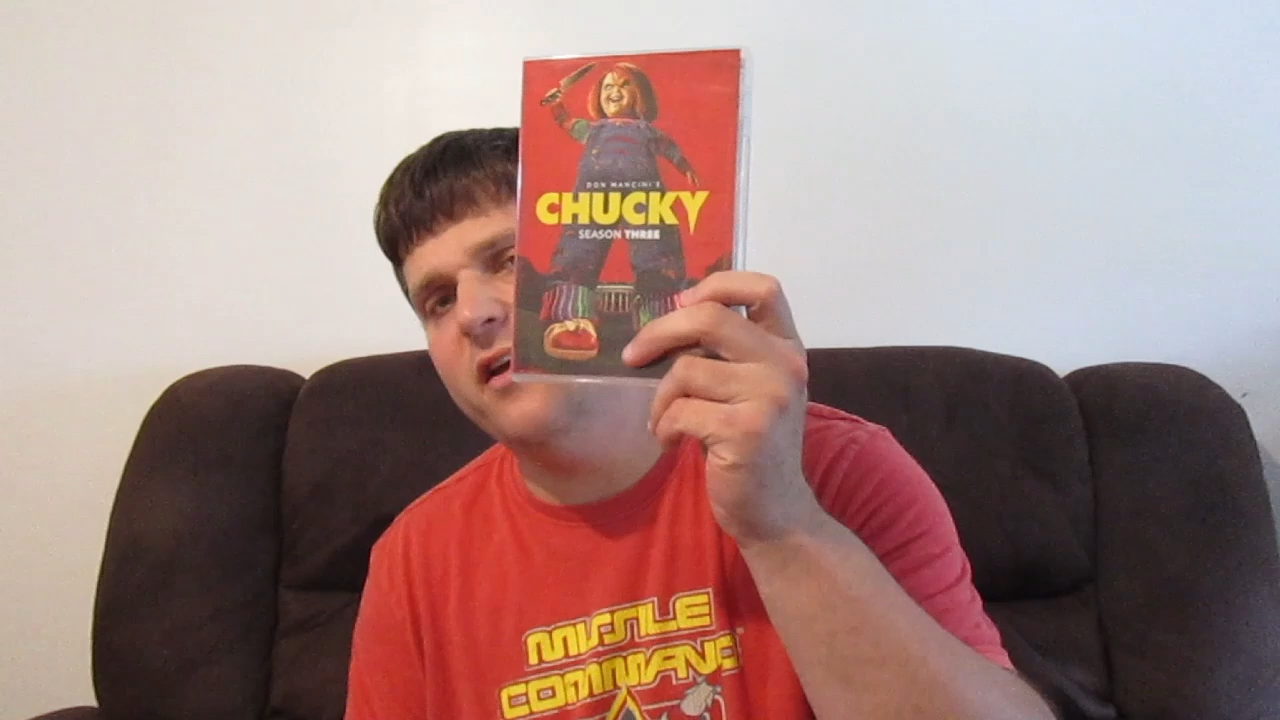 DON MANCINI'S
CHUCKY
SEASON THREE
MISSILE
COMMAND